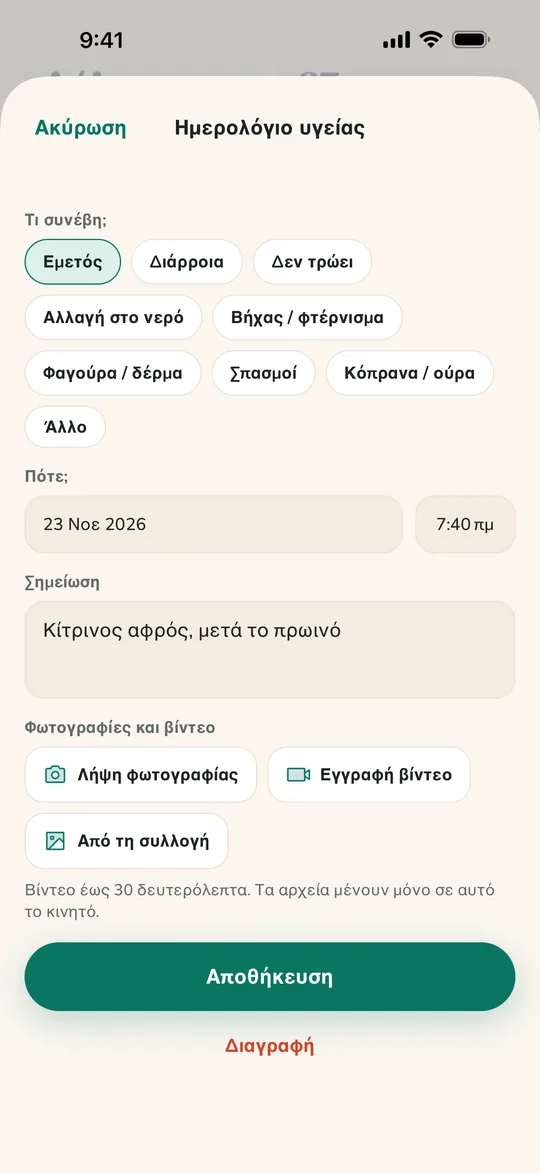 9:41
Ακύρωση Ημερολόγιο υγείας
Τι συνέβη;
Εμετός Διάρροια Δεν τρώει
Αλλαγή στο νερό Βήχας / φτέρνισμα
Φαγούρα / δέρμα Σπασμοί Κόπρανα / ούρα
Άλλο
Πότε;
23 Νοε 2026 7:40 πμ
Σημείωση
Κίτρινος αφρός, μετά το πρωινό
Φωτογραφίες και βίντεο
Λήψη φωτογραφίας Εγγραφή βίντεο
Από τη συλλογή
Βίντεο έως 30 δευτερόλεπτα. Τα αρχεία μένουν μόνο σε αυτό
το κινητό.
Αποθήκευση
Διαγραφή